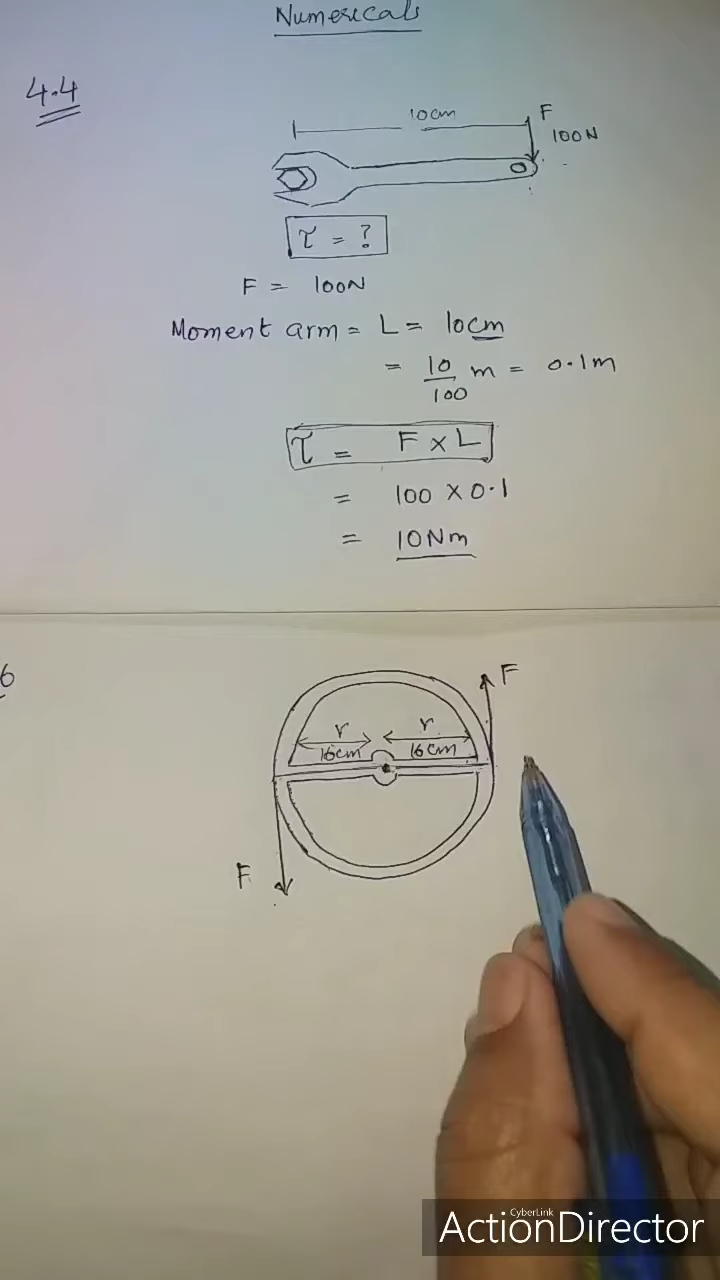 Numericals
4.4
10cm
F
100N
τ = ?
F = 100N
Moment arm = L = 10cm
= 10/100 m = 0.1m
τ = F × L
= 100 × 0.1
= 10Nm
6
F
r r
16cm 16cm
F
CyberLink
ActionDirector